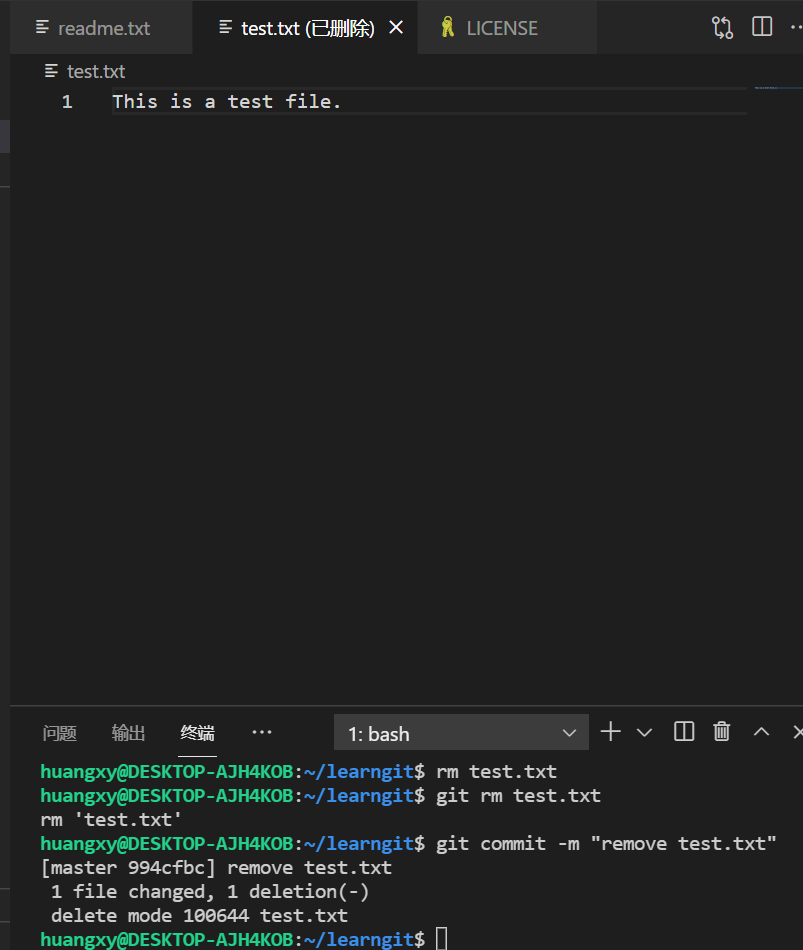 readme.txt test.txt (已删除) LICENSE
test.txt
1 This is a test file.
问题 输出 终端 ··· 1: bash
huangxy@DESKTOP-AJH4KOB:~/learngit$ rm test.txt
huangxy@DESKTOP-AJH4KOB:~/learngit$ git rm test.txt
rm 'test.txt'
huangxy@DESKTOP-AJH4KOB:~/learngit$ git commit -m "remove test.txt"
[master 994cfbc] remove test.txt
 1 file changed, 1 deletion(-)
 delete mode 100644 test.txt
huangxy@DESKTOP-AJH4KOB:~/learngit$